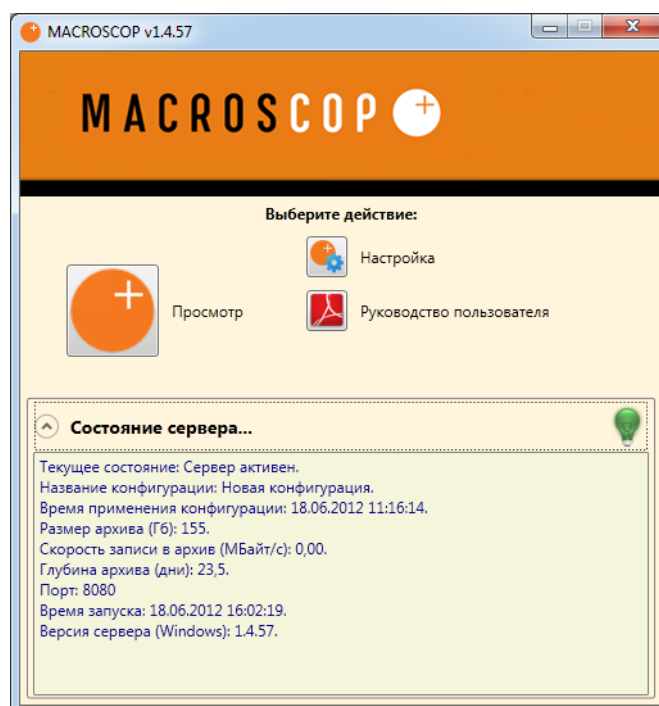 MACROSCOP v1.4.57
MACROSCOP
Выберите действие:
Настройка
Просмотр
Руководство пользователя
Состояние сервера...
Текущее состояние: Сервер активен.
Название конфигурации: Новая конфигурация.
Время применения конфигурации: 18.06.2012 11:16:14.
Размер архива (Гб): 155.
Скорость записи в архив (МБайт/с): 0,00.
Глубина архива (дни): 23,5.
Порт: 8080
Время запуска: 18.06.2012 16:02:19.
Версия сервера (Windows): 1.4.57.